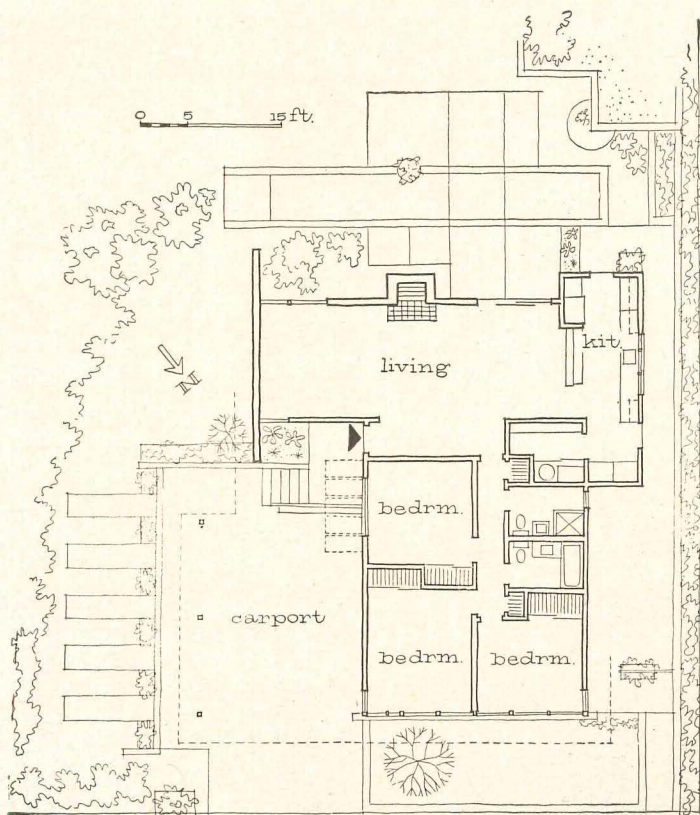 0 5 15 ft.
kit.
living
N
bedrm.
carport
bedrm. bedrm.